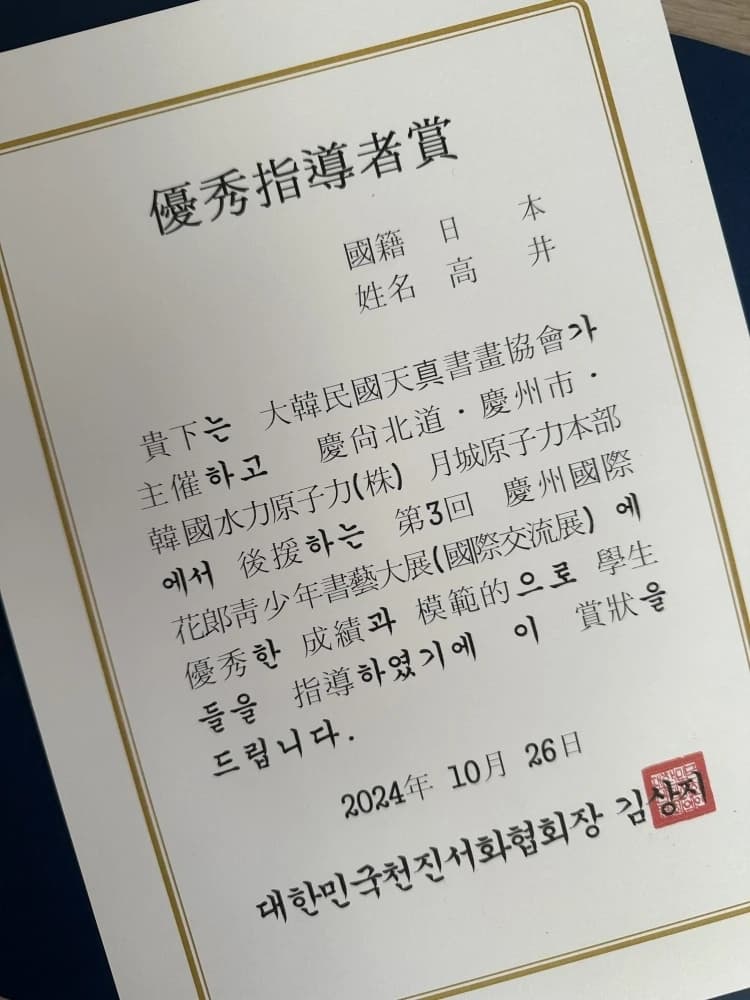 優秀指導者賞
國籍 日 本
姓名 高 井
貴下는 大韓民國天真書畫協會가
主催하고 慶尙北道·慶州市·
韓國水力原子力(株) 月城原子力本部
에서 後援하는 第3回 慶州國際
花郎靑少年書藝大展(國際交流展) 에
優秀한 成績과 模範的으로 學生
들을 指導하였기에 이 賞狀을
드립니다.
2024年 10月 26日
대한민국천진서화협회장 김상지